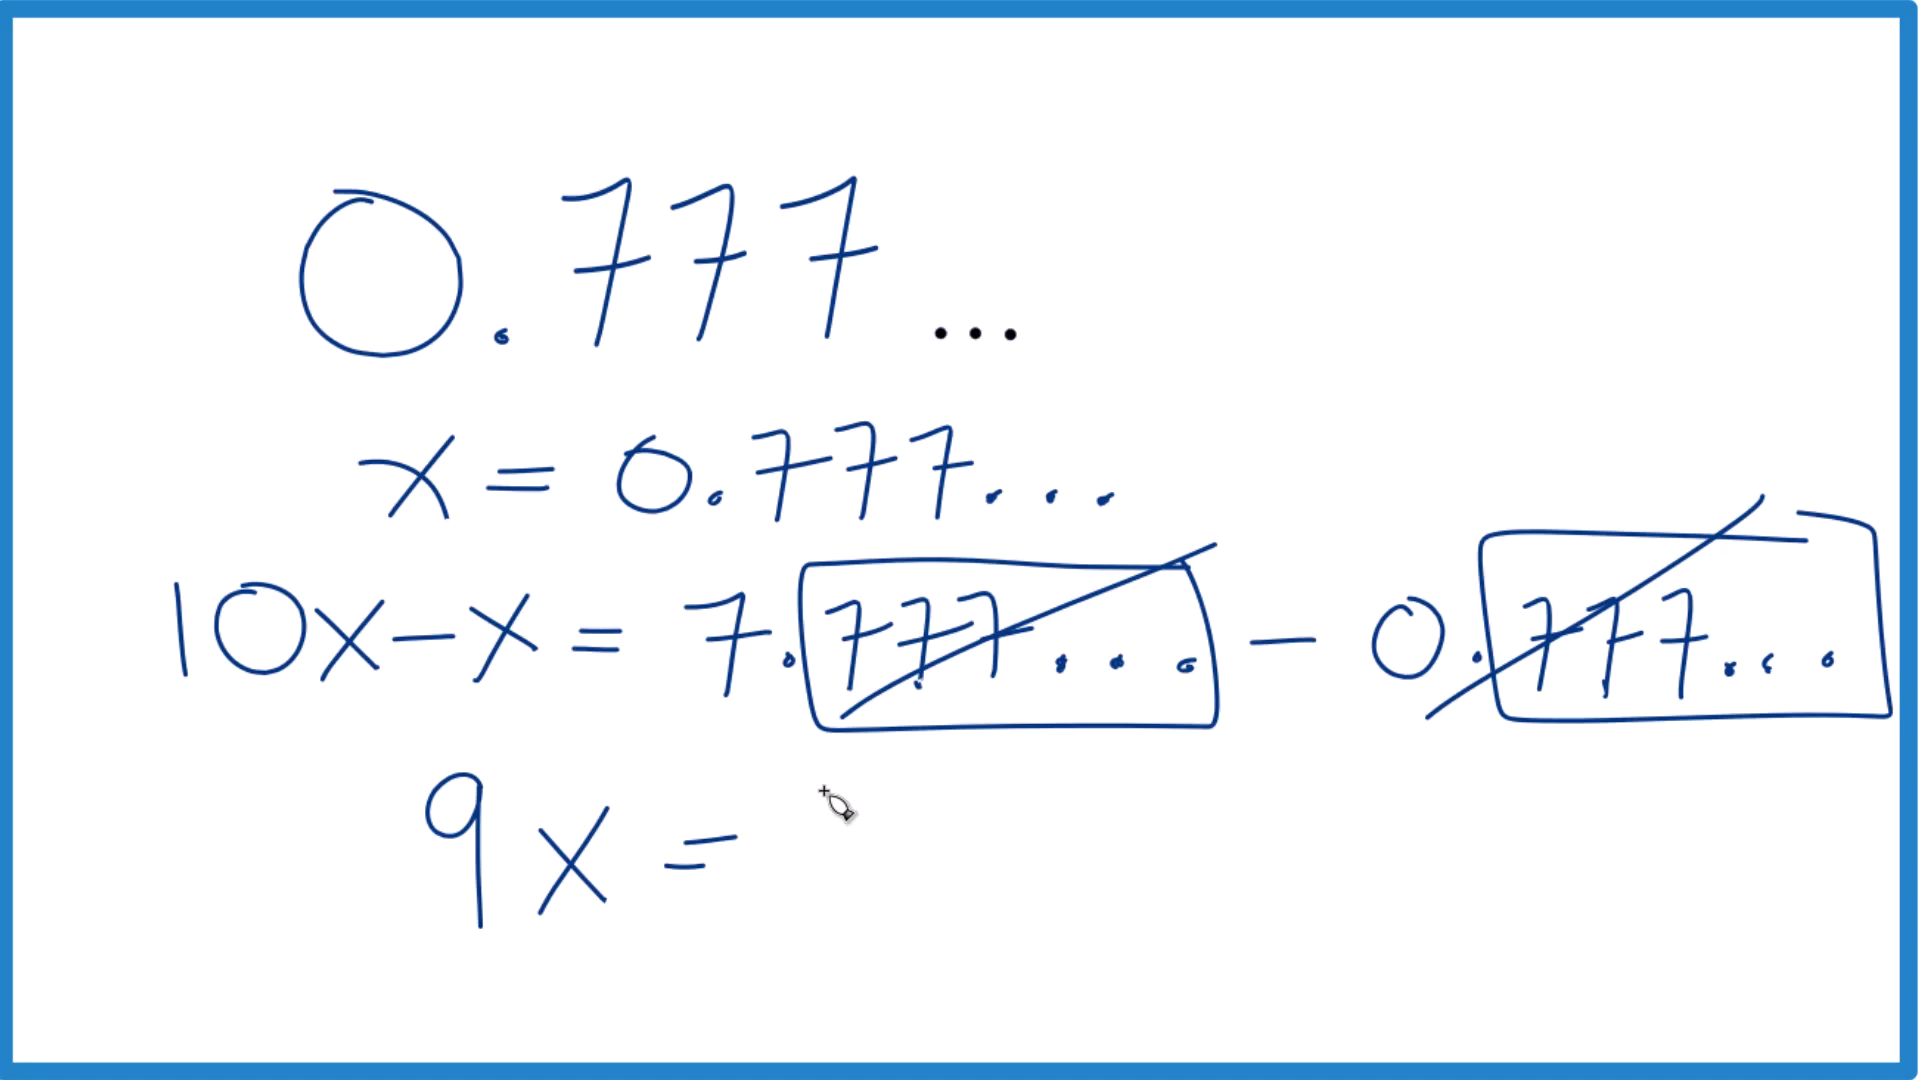 0.777...
x = 0.777...
10x - x = 7.777... - 0.777...
9x =